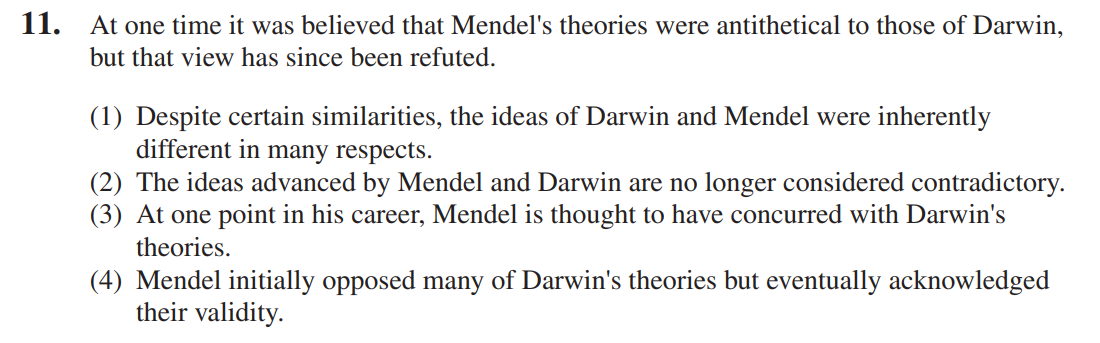 11. At one time it was believed that Mendel's theories were antithetical to those of Darwin,
but that view has since been refuted.
(1) Despite certain similarities, the ideas of Darwin and Mendel were inherently
different in many respects.
(2) The ideas advanced by Mendel and Darwin are no longer considered contradictory.
(3) At one point in his career, Mendel is thought to have concurred with Darwin's
theories.
(4) Mendel initially opposed many of Darwin's theories but eventually acknowledged
their validity.